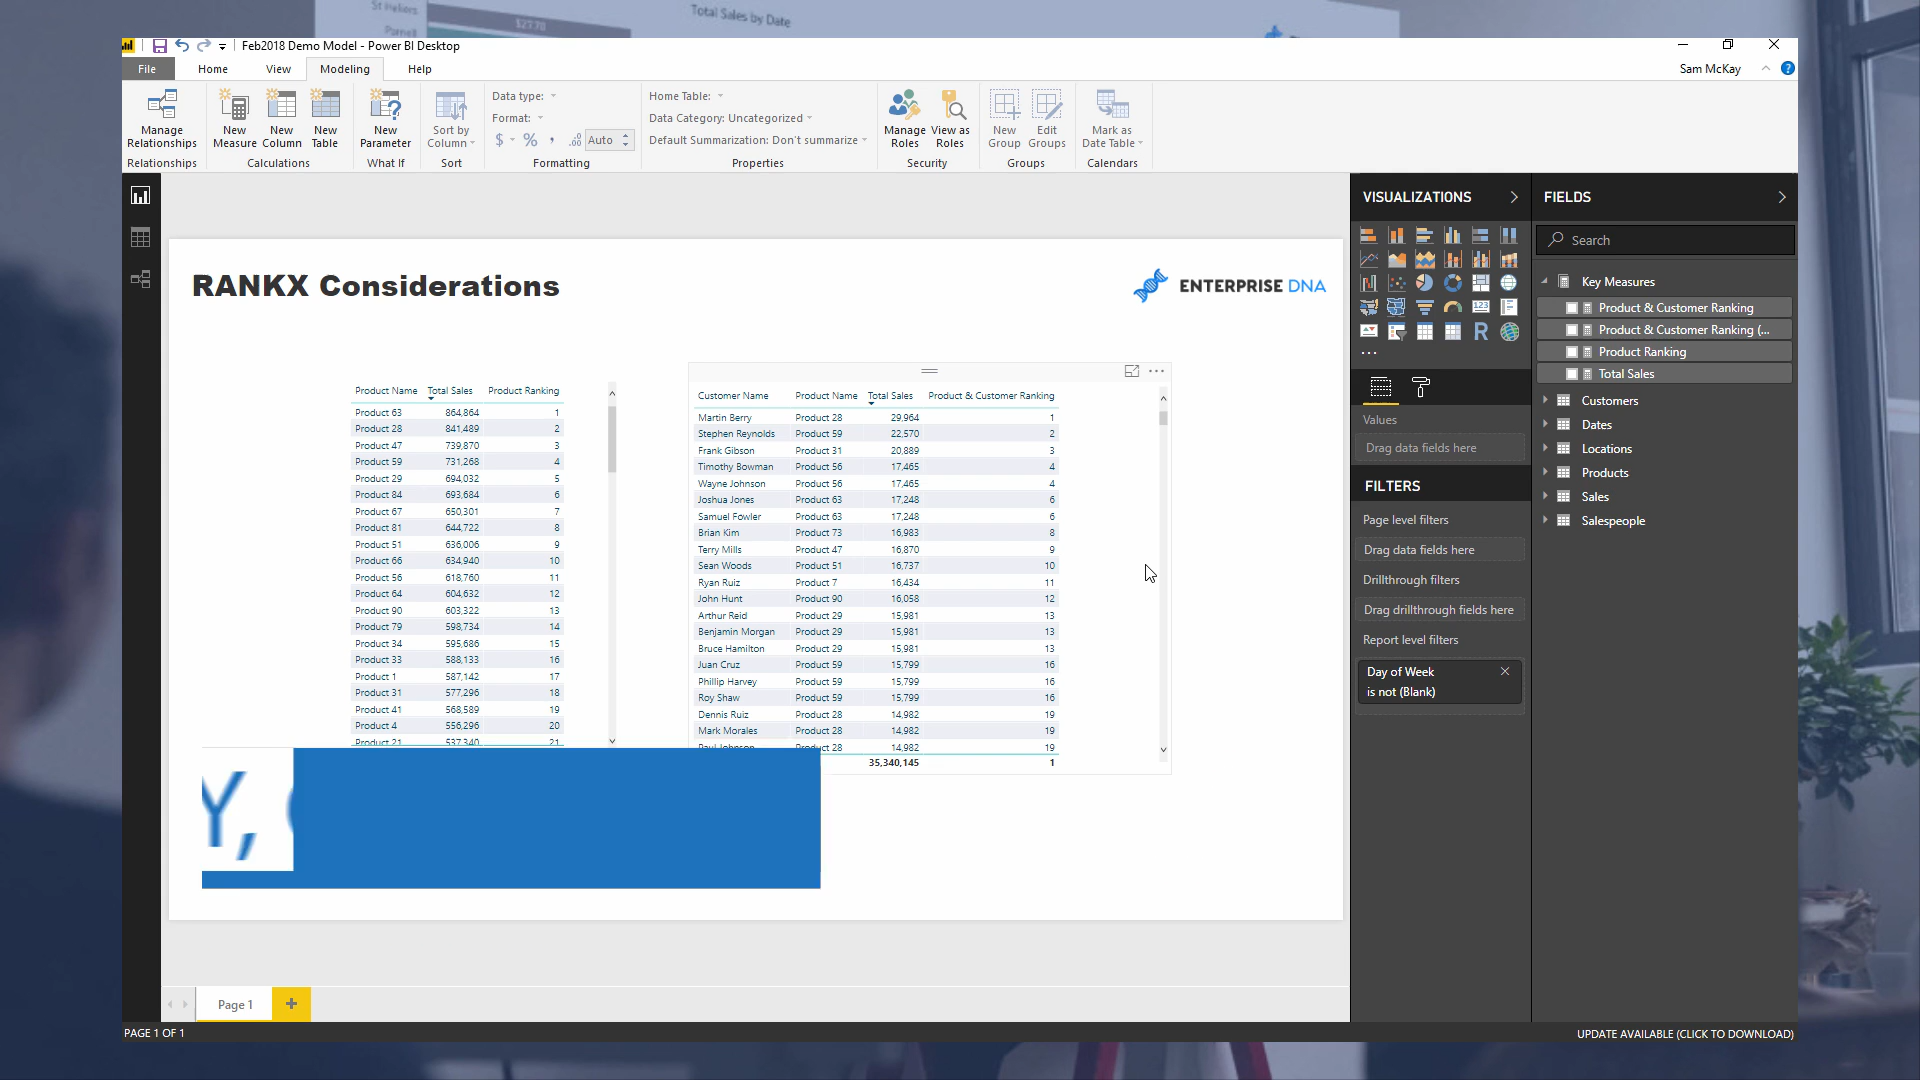 St Heliers
Parnell
$27.70
Total Sales by Date
Feb2018 Demo Model - Power BI Desktop
File
Home
View
Modeling
Help
Sam McKay
Manage Relationships
New Measure
New Column
New Table
New Parameter
Sort by Column
Data type:
Format:
$ % , .00 Auto
Home Table:
Data Category: Uncategorized
Default Summarization: Don't summarize
Manage Roles
View as Roles
New Group
Edit Groups
Mark as Date Table
Relationships
Calculations
What If
Sort
Formatting
Properties
Security
Groups
Calendars
RANKX Considerations
ENTERPRISE DNA
Product Name Total Sales Product Ranking
Product 63 864,864 1
Product 28 841,489 2
Product 47 739,870 3
Product 59 731,268 4
Product 29 694,032 5
Product 84 693,684 6
Product 67 650,301 7
Product 81 644,722 8
Product 51 636,006 9
Product 66 634,940 10
Product 56 618,760 11
Product 64 604,632 12
Product 90 603,322 13
Product 79 598,734 14
Product 34 595,686 15
Product 33 588,133 16
Product 1 587,142 17
Product 31 577,296 18
Product 41 568,589 19
Product 4 556,296 20
Product 21 537,340 21
Customer Name Product Name Total Sales Product & Customer Ranking
Martin Berry Product 28 29,964 1
Stephen Reynolds Product 59 22,570 2
Frank Gibson Product 31 20,889 3
Timothy Bowman Product 56 17,465 4
Wayne Johnson Product 56 17,465 4
Joshua Jones Product 63 17,248 6
Samuel Fowler Product 63 17,248 6
Brian Kim Product 73 16,983 8
Terry Mills Product 47 16,870 9
Sean Woods Product 51 16,737 10
Ryan Ruiz Product 7 16,434 11
John Hunt Product 90 16,058 12
Arthur Reid Product 29 15,981 13
Benjamin Morgan Product 29 15,981 13
Bruce Hamilton Product 29 15,981 13
Juan Cruz Product 59 15,799 16
Phillip Harvey Product 59 15,799 16
Roy Shaw Product 59 15,799 16
Dennis Ruiz Product 28 14,982 19
Mark Morales Product 28 14,982 19
Paul Johnson Product 28 14,982 19
35,340,145 1
Y,
Page 1
+
PAGE 1 OF 1
VISUALIZATIONS
Values
Drag data fields here
FILTERS
Page level filters
Drag data fields here
Drillthrough filters
Drag drillthrough fields here
Report level filters
Day of Week
is not (Blank)
FIELDS
Search
Key Measures
Product & Customer Ranking
Product & Customer Ranking (...
Product Ranking
Total Sales
Customers
Dates
Locations
Products
Sales
Salespeople
UPDATE AVAILABLE (CLICK TO DOWNLOAD)